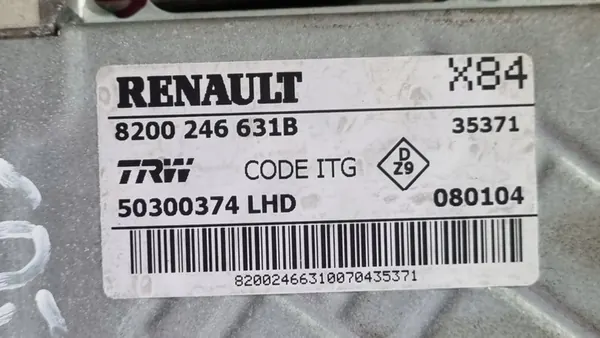 RENAULT X84
8200 246 631B 35371
TRW CODE ITG D Z9
50300374 LHD 080104
82002466310070435371